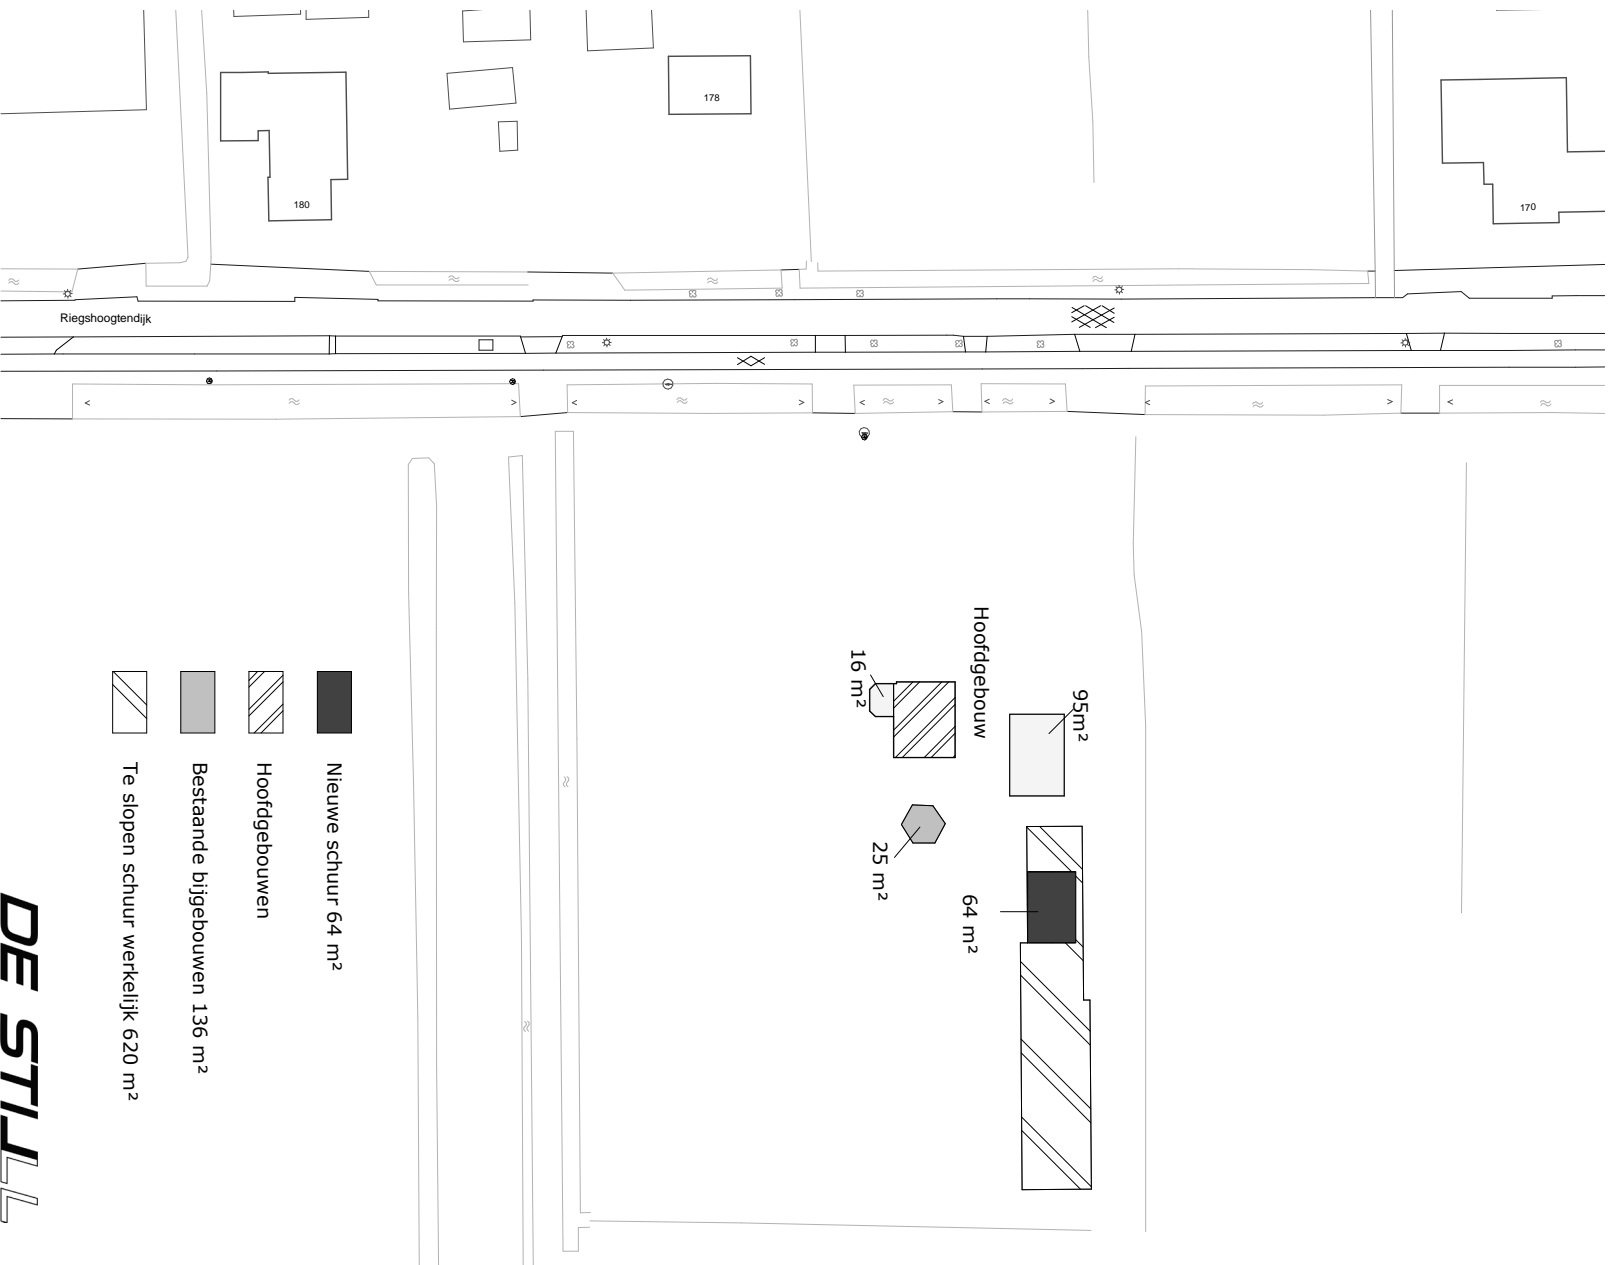 178
180
170
Riegshoogtendijk
Hoofdgebouw
16 m²
95m²
25 m²
64 m²
Nieuwe schuur 64 m²
Hoofdgebouwen
Bestaande bijgebouwen 136 m²
Te slopen schuur werkelijk 620 m²
DE STIJLL